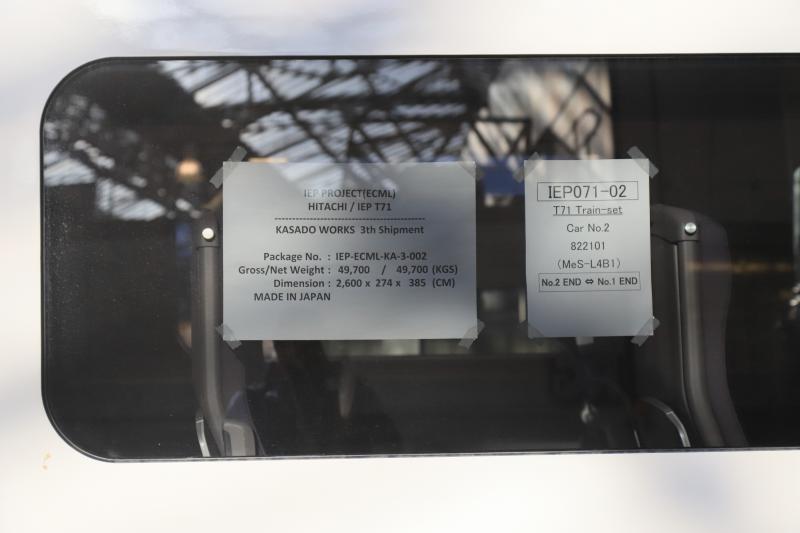 IEP PROJECT(ECML)
HITACHI / IEP T71
KASADO WORKS 3th Shipment
Package No. : IEP-ECML-KA-3-002
Gross/Net Weight : 49,700 / 49,700 (KGS)
Dimension : 2,600 x 274 x 385 (CM)
MADE IN JAPAN
IEP071-02
T71 Train-set
Car No.2
822101
(MeS-L4B1)
No.2 END ⇔ No.1 END